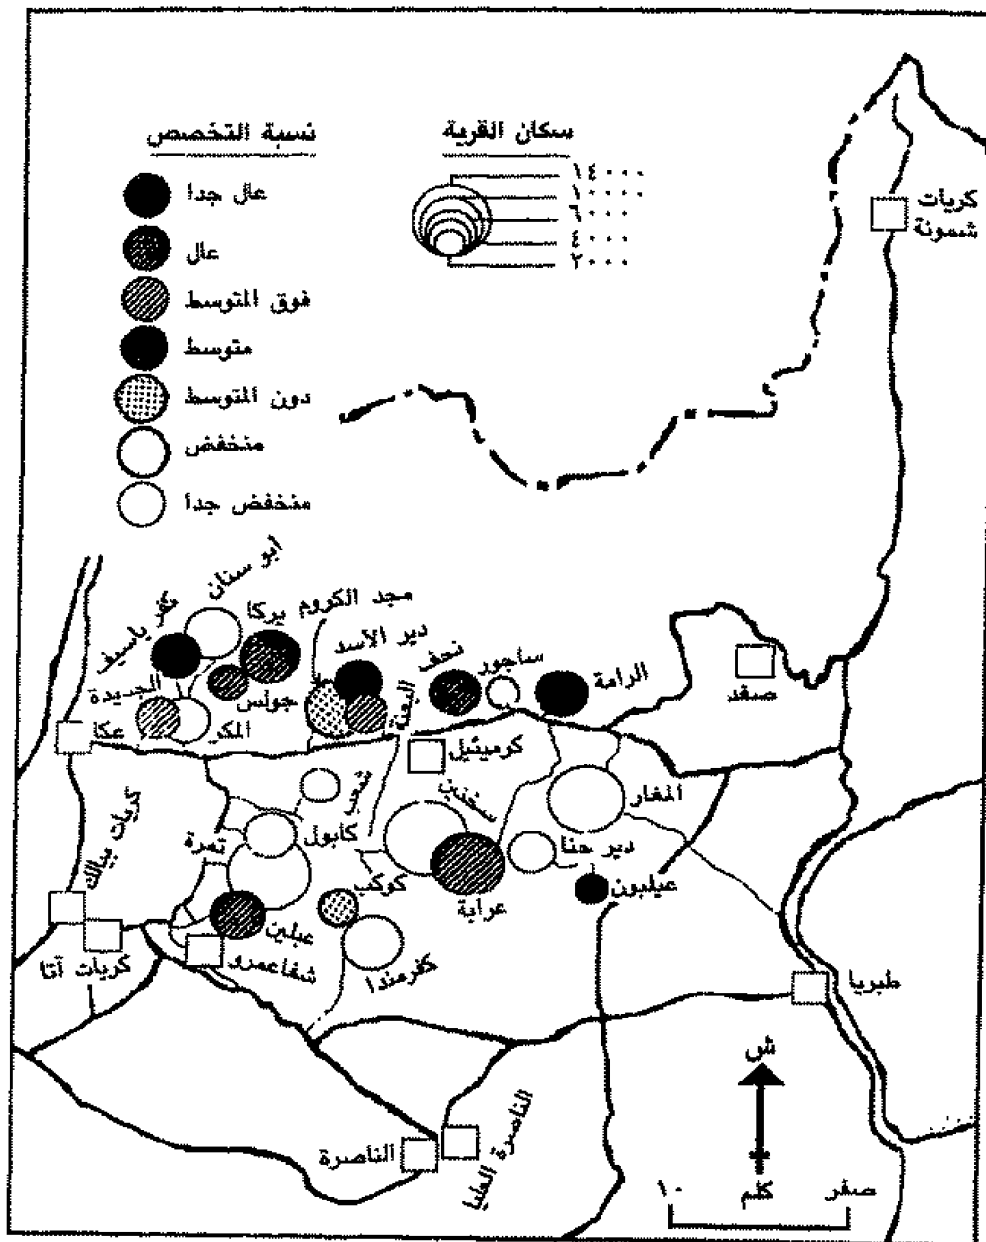 نسبة التخصص
عال جدا
عال
فوق المتوسط
متوسط
دون المتوسط
منخفض
منخفض جدا
سكان القرية
١٤٠٠٠
١٠٠٠٠
٦٠٠٠
٤٠٠٠
٢٠٠٠
كريات
شمونة
ابو سنان
كفر ياسيف
يركا
مجد الكروم
دير الأسد
نحف
ساجور
الرامة
صفد
الجديدة
جولس
البعنة
عكا
المكر
كرميئيل
شعب
سخنين
المغار
كريات بيالك
تمرة
كابول
دير حنا
كوكب
عيلبون
عرابة
عبلين
كريات آتا
شفاعمرو
كفرمندا
طبريا
ش
الناصرة
الناصرة العليا
١٠
كلم
صفر